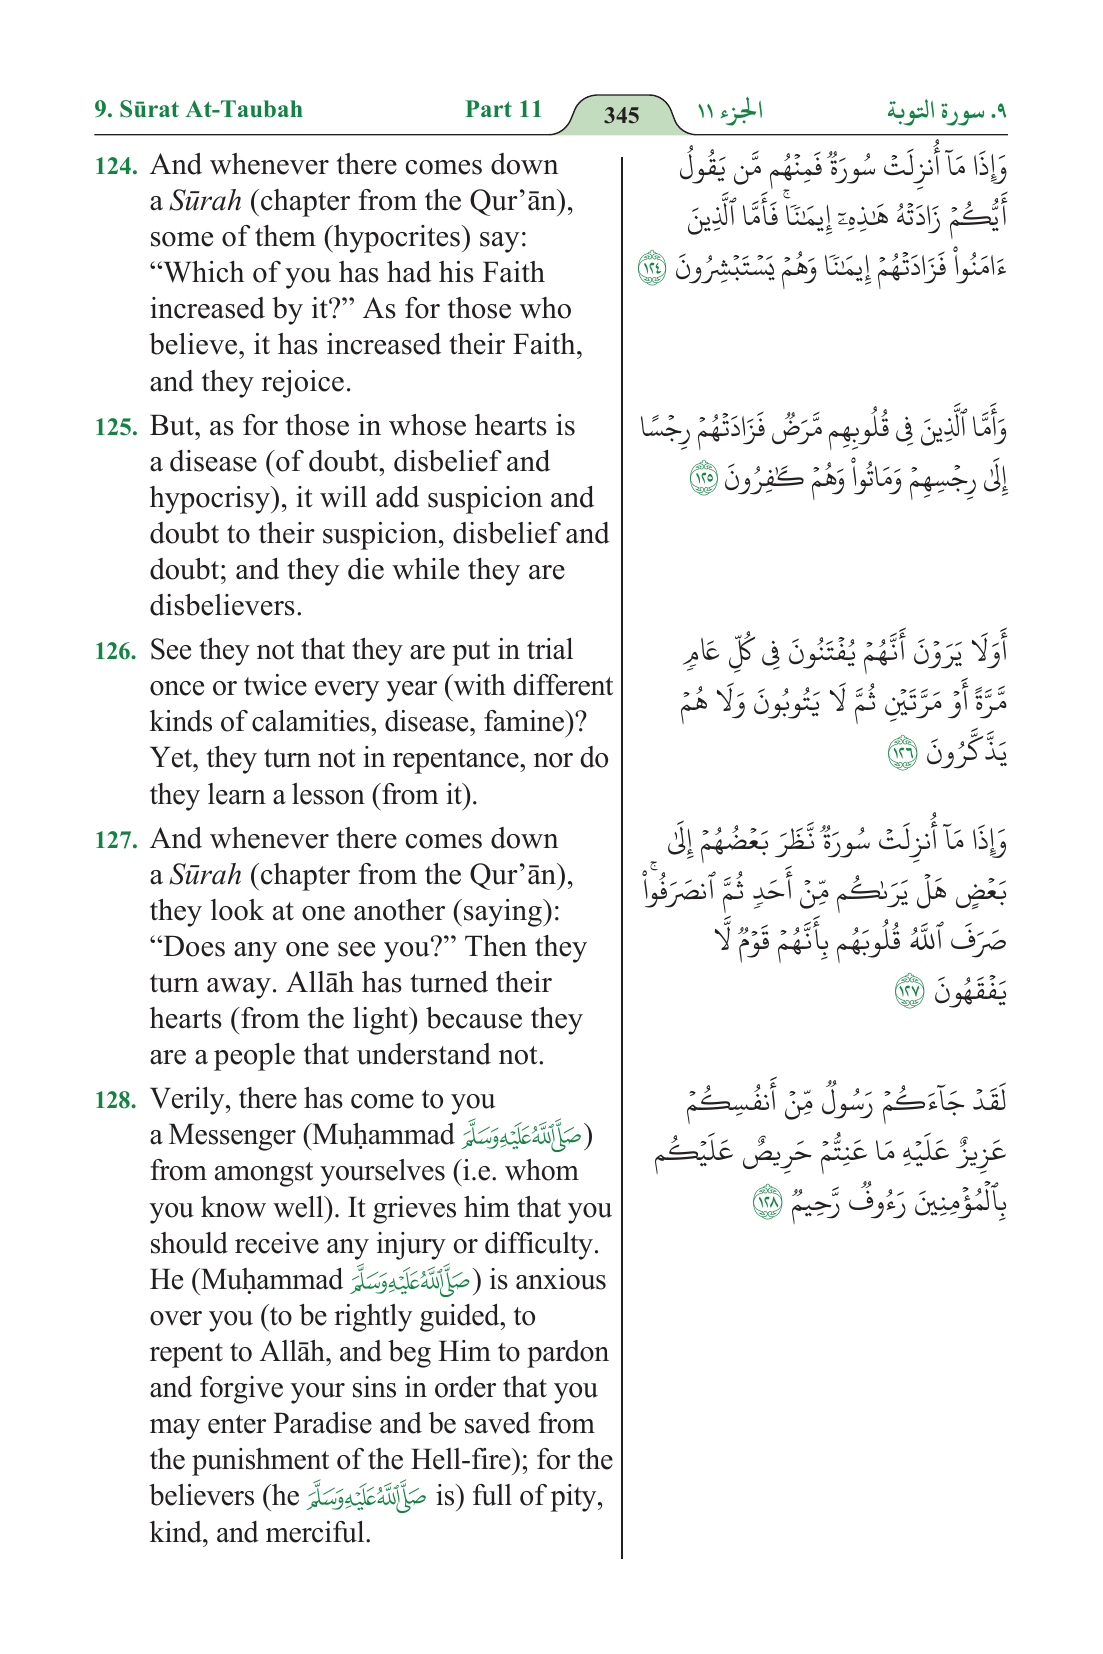 9. Sūrat At-Taubah
Part 11
345
الجزء ١١
٩. سورة التوبة
124. And whenever there comes down
a Sūrah (chapter from the Qur’ān),
some of them (hypocrites) say:
“Which of you has had his Faith
increased by it?” As for those who
believe, it has increased their Faith,
and they rejoice.
125. But, as for those in whose hearts is
a disease (of doubt, disbelief and
hypocrisy), it will add suspicion and
doubt to their suspicion, disbelief and
doubt; and they die while they are
disbelievers.
126. See they not that they are put in trial
once or twice every year (with different
kinds of calamities, disease, famine)?
Yet, they turn not in repentance, nor do
they learn a lesson (from it).
127. And whenever there comes down
a Sūrah (chapter from the Qur’ān),
they look at one another (saying):
“Does any one see you?” Then they
turn away. Allāh has turned their
hearts (from the light) because they
are a people that understand not.
128. Verily, there has come to you
a Messenger (Muḥammad صَلَّى ٱللَّهُ عَلَيْهِ وَسَلَّمَ)
from amongst yourselves (i.e. whom
you know well). It grieves him that you
should receive any injury or difficulty.
He (Muḥammad صَلَّى ٱللَّهُ عَلَيْهِ وَسَلَّمَ) is anxious
over you (to be rightly guided, to
repent to Allāh, and beg Him to pardon
and forgive your sins in order that you
may enter Paradise and be saved from
the punishment of the Hell-fire); for the
believers (he صَلَّى ٱللَّهُ عَلَيْهِ وَسَلَّمَ is) full of pity,
kind, and merciful.
وَإِذَا مَآ أُنزِلَتْ سُورَةٌ فَمِنْهُم مَّن يَقُولُ
أَيُّكُمْ زَادَتْهُ هَـٰذِهِۦٓ إِيمَـٰنًا ۚ فَأَمَّا ٱلَّذِينَ
ءَامَنُوا۟ فَزَادَتْهُمْ إِيمَـٰنًا وَهُمْ يَسْتَبْشِرُونَ ١٢٤
وَأَمَّا ٱلَّذِينَ فِى قُلُوبِهِم مَّرَضٌ فَزَادَتْهُمْ رِجْسًا
إِلَىٰ رِجْسِهِمْ وَمَاتُوا۟ وَهُمْ كَـٰفِرُونَ ١٢٥
أَوَلَا يَرَوْنَ أَنَّهُمْ يُفْتَنُونَ فِى كُلِّ عَامٍ
مَّرَّةً أَوْ مَرَّتَيْنِ ثُمَّ لَا يَتُوبُونَ وَلَا هُمْ
يَذَّكَّرُونَ ١٢٦
وَإِذَا مَآ أُنزِلَتْ سُورَةٌ نَّظَرَ بَعْضُهُمْ إِلَىٰ
بَعْضٍ هَلْ يَرَىٰكُم مِّنْ أَحَدٍ ثُمَّ ٱنصَرَفُوا۟ ۚ
صَرَفَ ٱللَّهُ قُلُوبَهُم بِأَنَّهُمْ قَوْمٌ لَّا
يَفْقَهُونَ ١٢٧
لَقَدْ جَآءَكُمْ رَسُولٌ مِّنْ أَنفُسِكُمْ
عَزِيزٌ عَلَيْهِ مَا عَنِتُّمْ حَرِيصٌ عَلَيْكُم
بِٱلْمُؤْمِنِينَ رَءُوفٌ رَّحِيمٌ ١٢٨